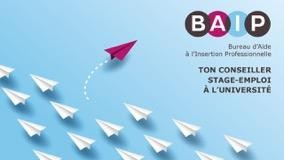 BAIP
Bureau d'Aide
à l'Insertion Professionnelle
TON CONSEILLER
STAGE-EMPLOI
À L'UNIVERSITÉ